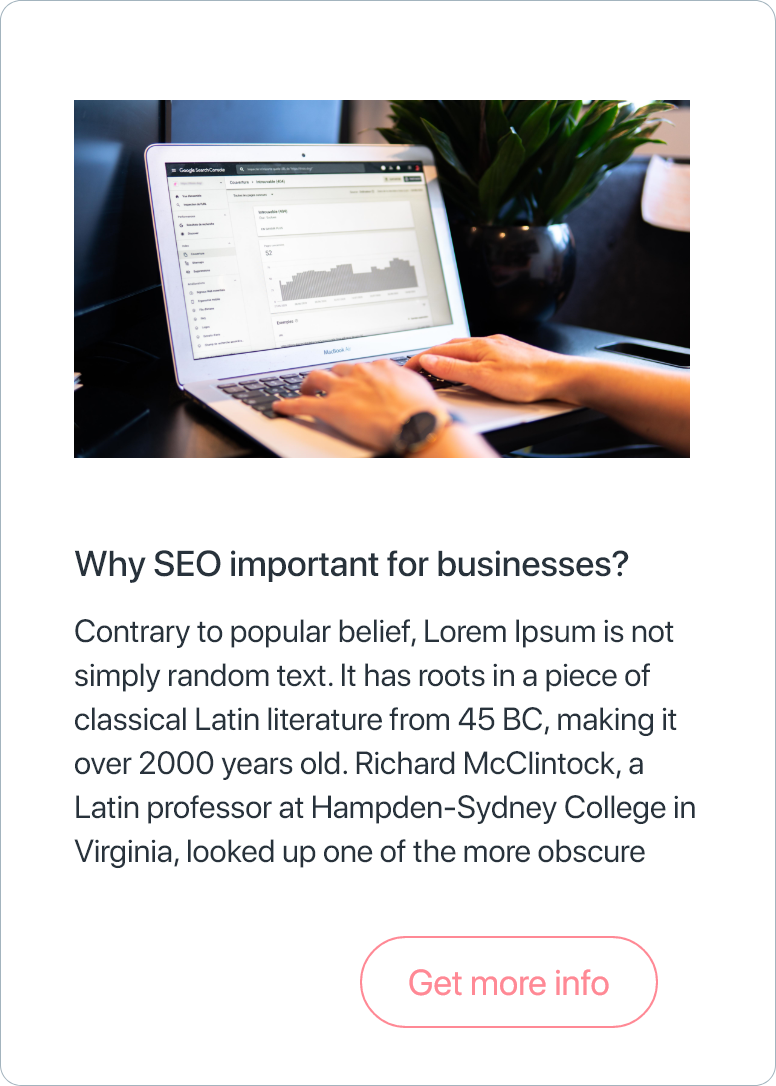 Google Search Console
52
MacBook Air
Why SEO important for businesses?
Contrary to popular belief, Lorem Ipsum is not
simply random text. It has roots in a piece of
classical Latin literature from 45 BC, making it
over 2000 years old. Richard McClintock, a
Latin professor at Hampden-Sydney College in
Virginia, looked up one of the more obscure
Get more info